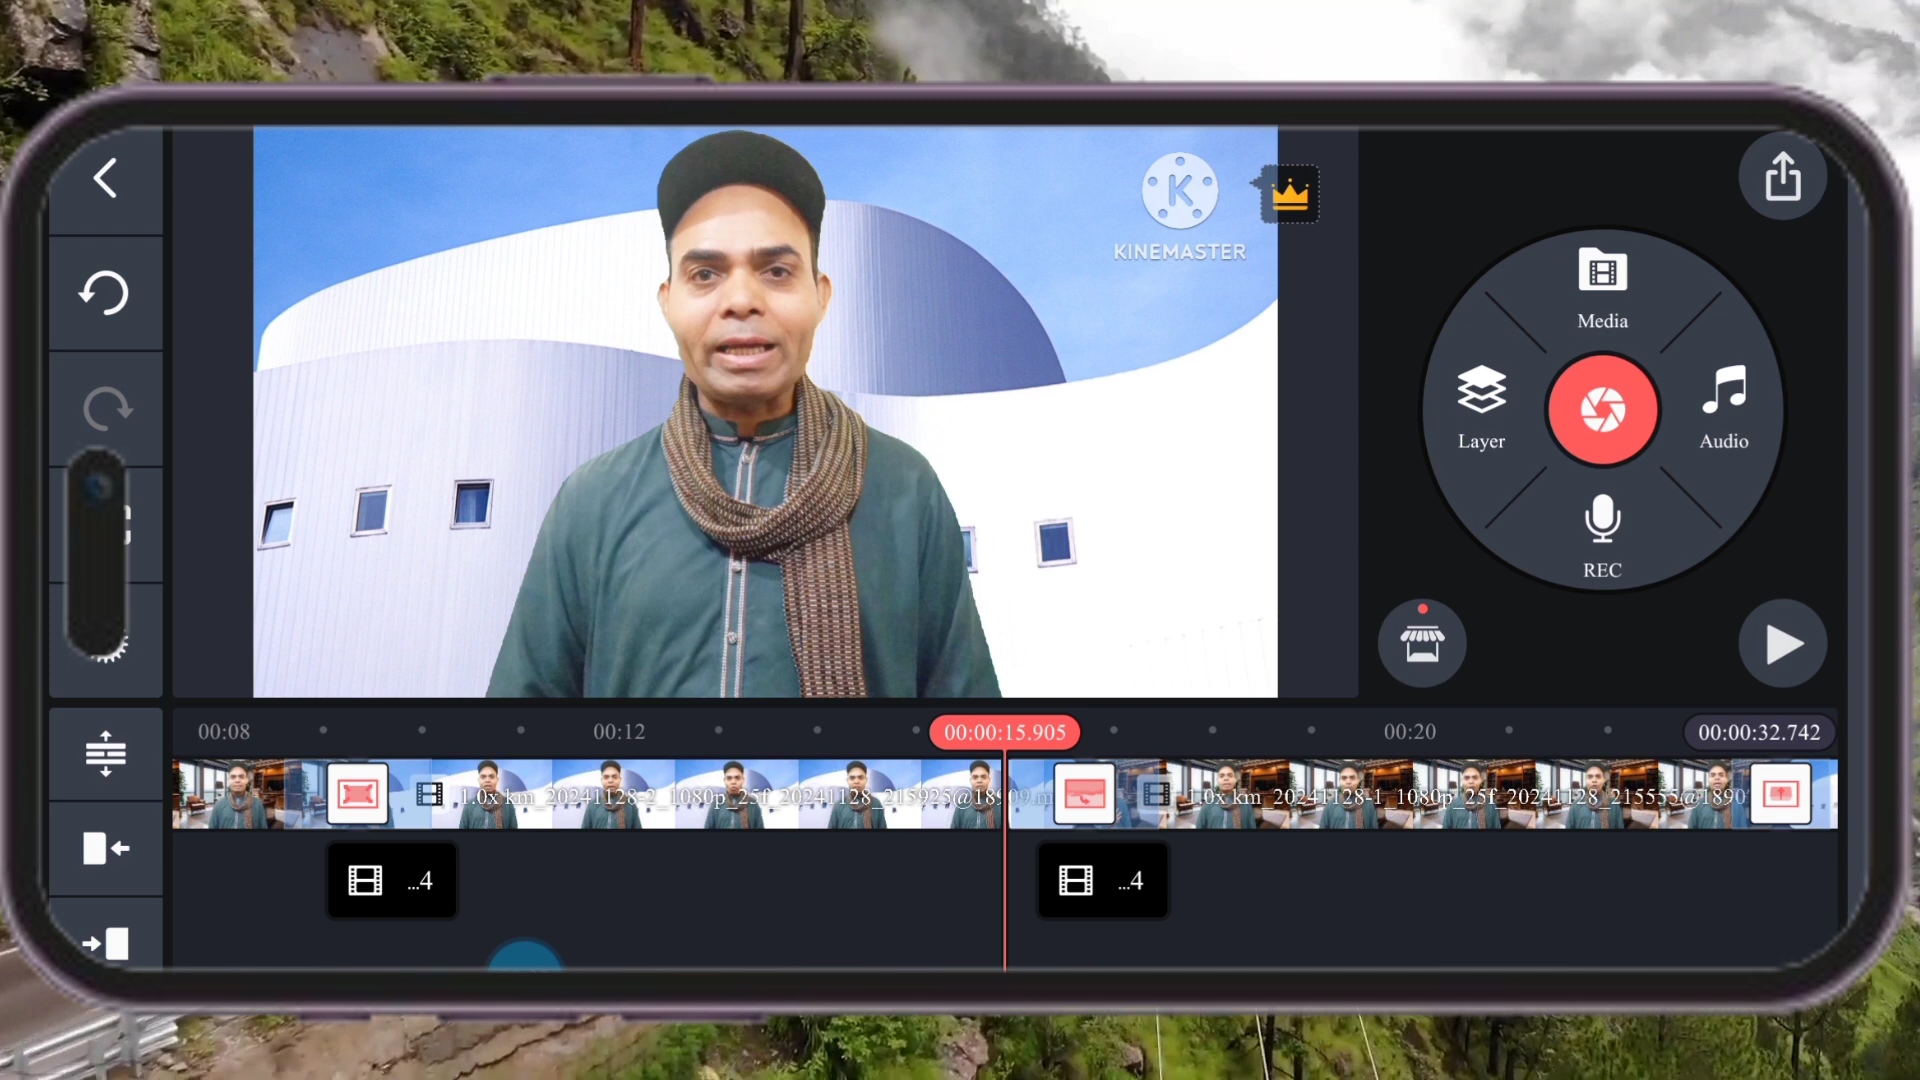 K
KINEMASTER
Media
Layer
Audio
REC
00:08
00:12
00:00:15.905
00:20
00:00:32.742
1.0x km_20241128-2_1080p_25f_20241128_215925@18909.m
1.0x km_20241128-1_1080p_25f_20241128_215555@1890
...4
...4